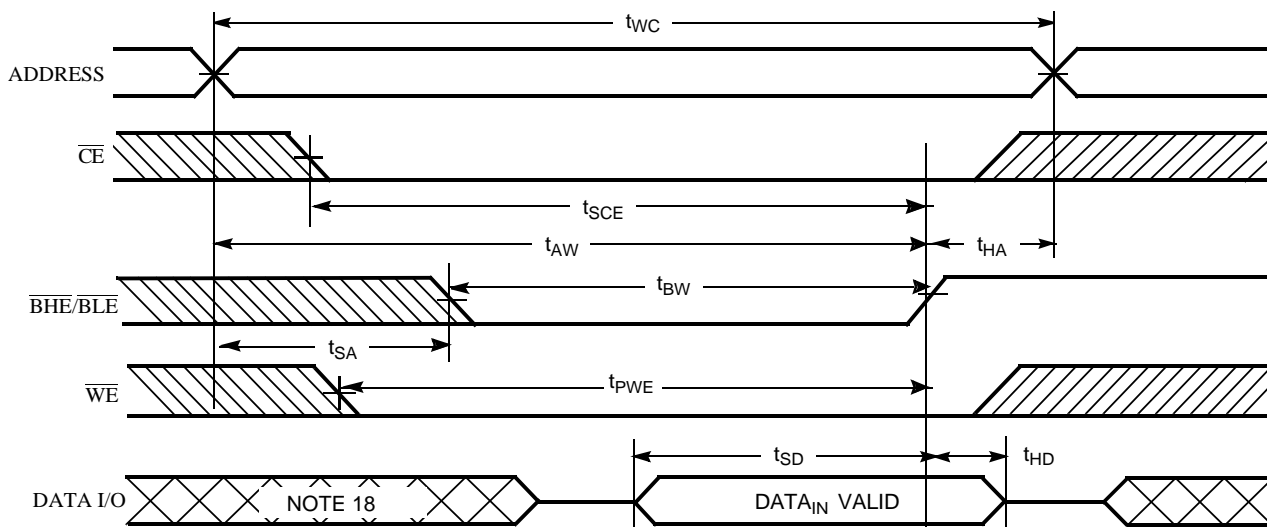 tWC
ADDRESS
CE
tSCE
tAW
tHA
BHE/BLE
tBW
tSA
WE
tPWE
tSD
tHD
DATA I/O
NOTE 18
DATAIN VALID